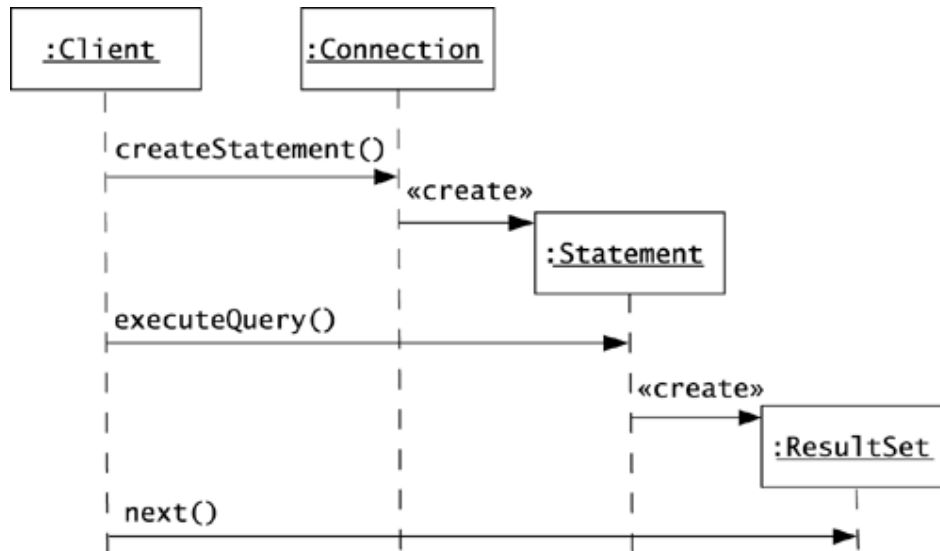 :Client
:Connection
createStatement()
«create»
:Statement
executeQuery()
«create»
:ResultSet
next()